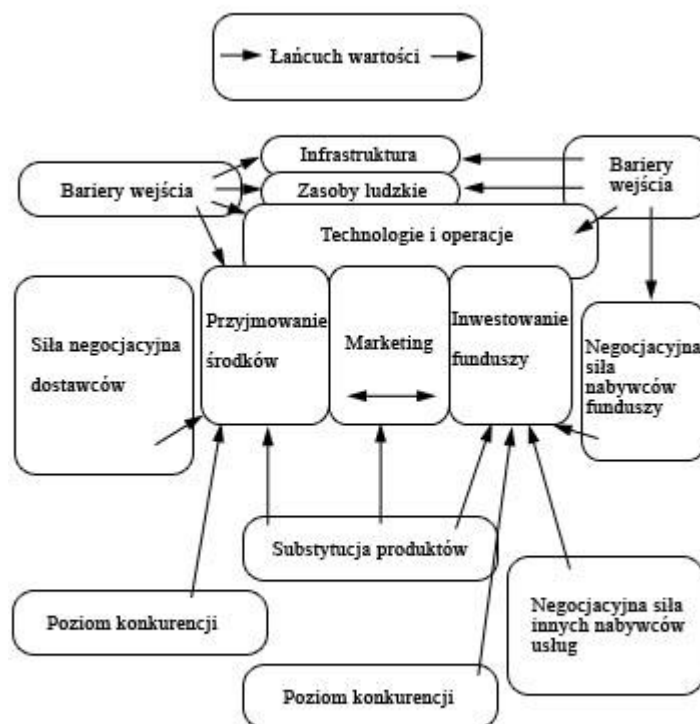 Łańcuch wartości
Infrastruktura
Bariery wejścia
Zasoby ludzkie
Bariery
wejścia
Technologie i operacje
Siła negocjacyjna
dostawców
Przyjmowanie
środków
Marketing
Inwestowanie
funduszy
Negocjacyjna
siła
nabywców
funduszy
Substytucja produktów
Poziom konkurencji
Negocjacyjna siła
innych nabywców
usług
Poziom konkurencji